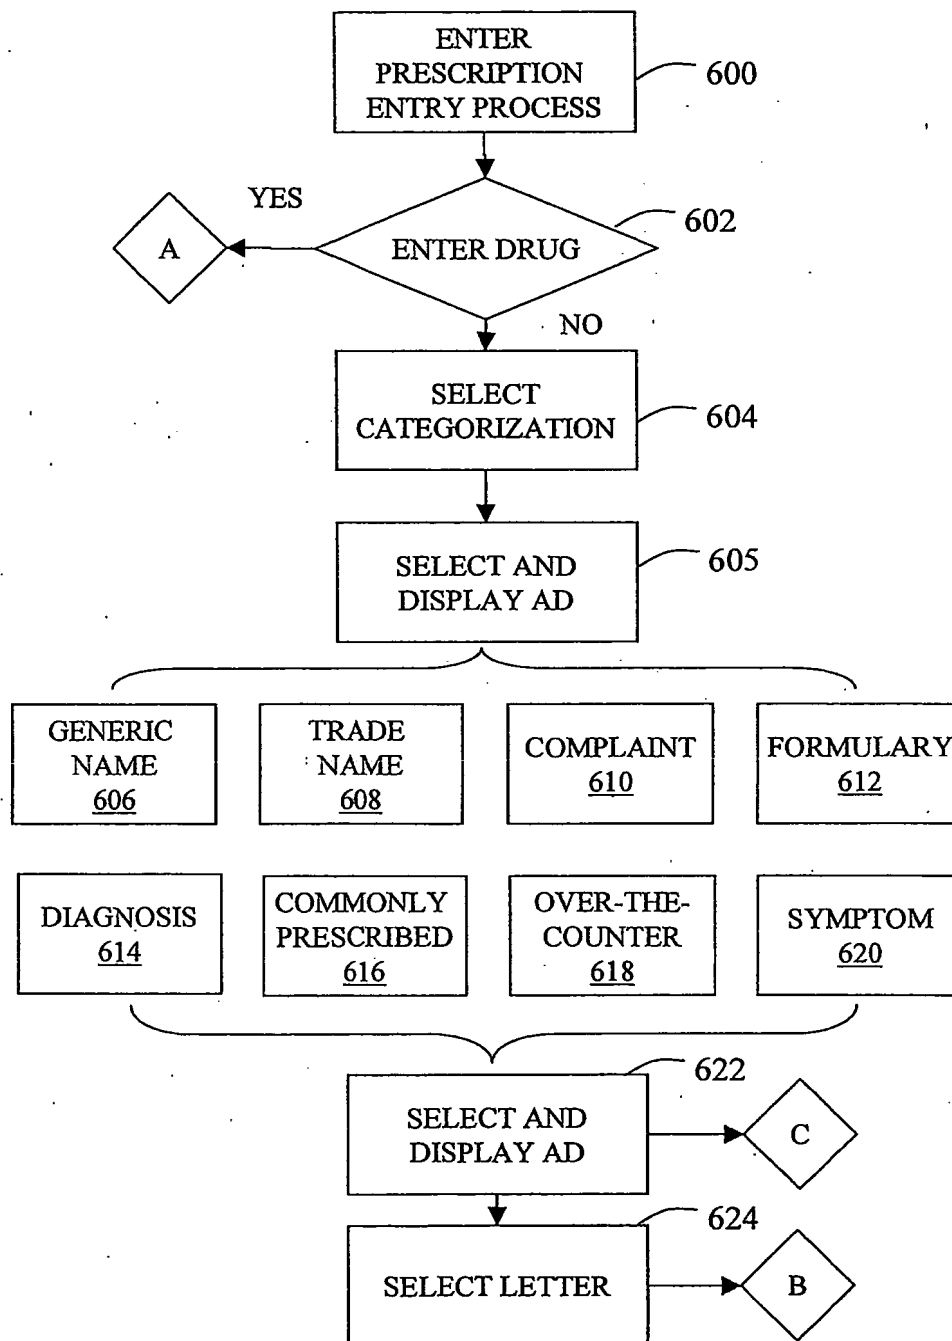 ENTER
PRESCRIPTION
ENTRY PROCESS
600
YES
602
A
ENTER DRUG
NO
SELECT
CATEGORIZATION
604
SELECT AND
DISPLAY AD
605
GENERIC
NAME
606
TRADE
NAME
608
COMPLAINT
610
FORMULARY
612
DIAGNOSIS
614
COMMONLY
PRESCRIBED
616
OVER-THE-
COUNTER
618
SYMPTOM
620
622
SELECT AND
DISPLAY AD
C
624
SELECT LETTER
B